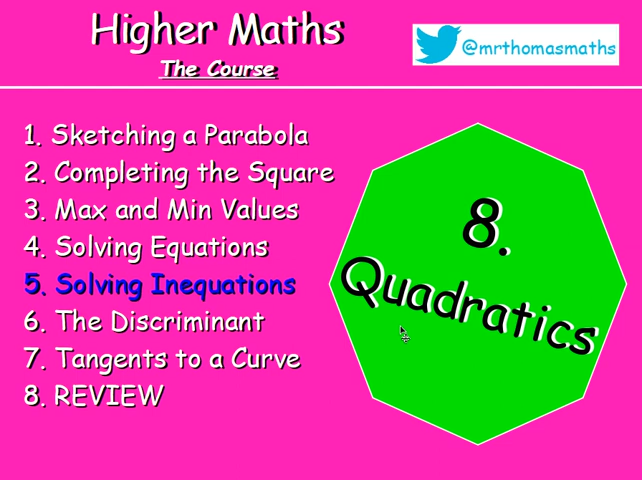 Higher Maths
The Course
@mrthomasmaths
1. Sketching a Parabola
2. Completing the Square
3. Max and Min Values
4. Solving Equations
5. Solving Inequations
6. The Discriminant
7. Tangents to a Curve
8. REVIEW
8.
Quadratics